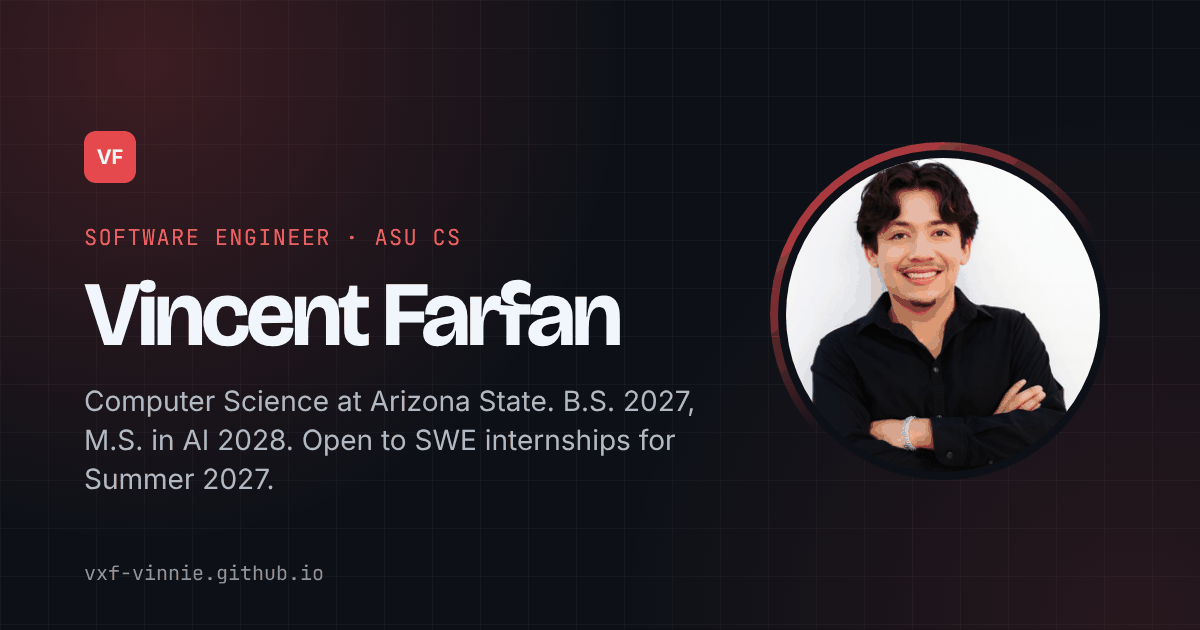 VF
SOFTWARE ENGINEER · ASU CS
Vincent Farfan
Computer Science at Arizona State. B.S. 2027,
M.S. in AI 2028. Open to SWE internships for
Summer 2027.
vxf-vinnie.github.io